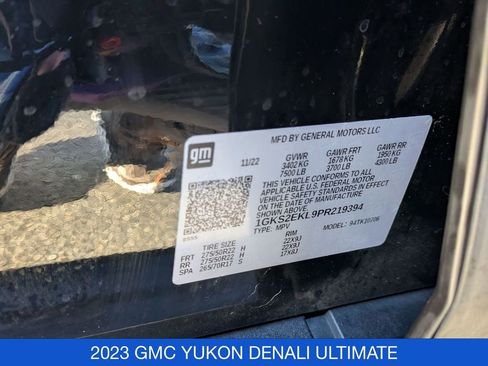 MFD BY GENERAL MOTORS LLC
gm
11/22
GVWR
3402 KG
7500 LB
GAWR FRT
1678 KG
3700 LB
GAWR RR
1950 KG
4300 LB
THIS VEHICLE CONFORMS TO ALL
APPLICABLE U.S. FEDERAL MOTOR
VEHICLE SAFETY STANDARDS IN EFFECT
ON THE DATE OF MANUFACTURE
SHOWN ABOVE.
1GKS2EKL9PR219394
TYPE: MPV
MODEL: 94TK10706
TIRE SIZE
RIM
FRT 275/50R22 H 22X9J
RR 275/50R22 H 22X9J
SPA 265/70R17 S 17X8J
2023 GMC YUKON DENALI ULTIMATE